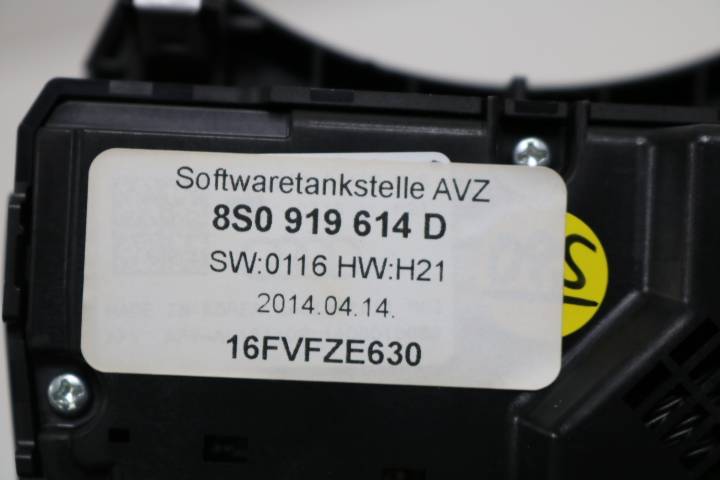 Softwaretankstelle AVZ
8S0 919 614 D
SW:0116 HW:H21
2014.04.14.
16FVFZE630